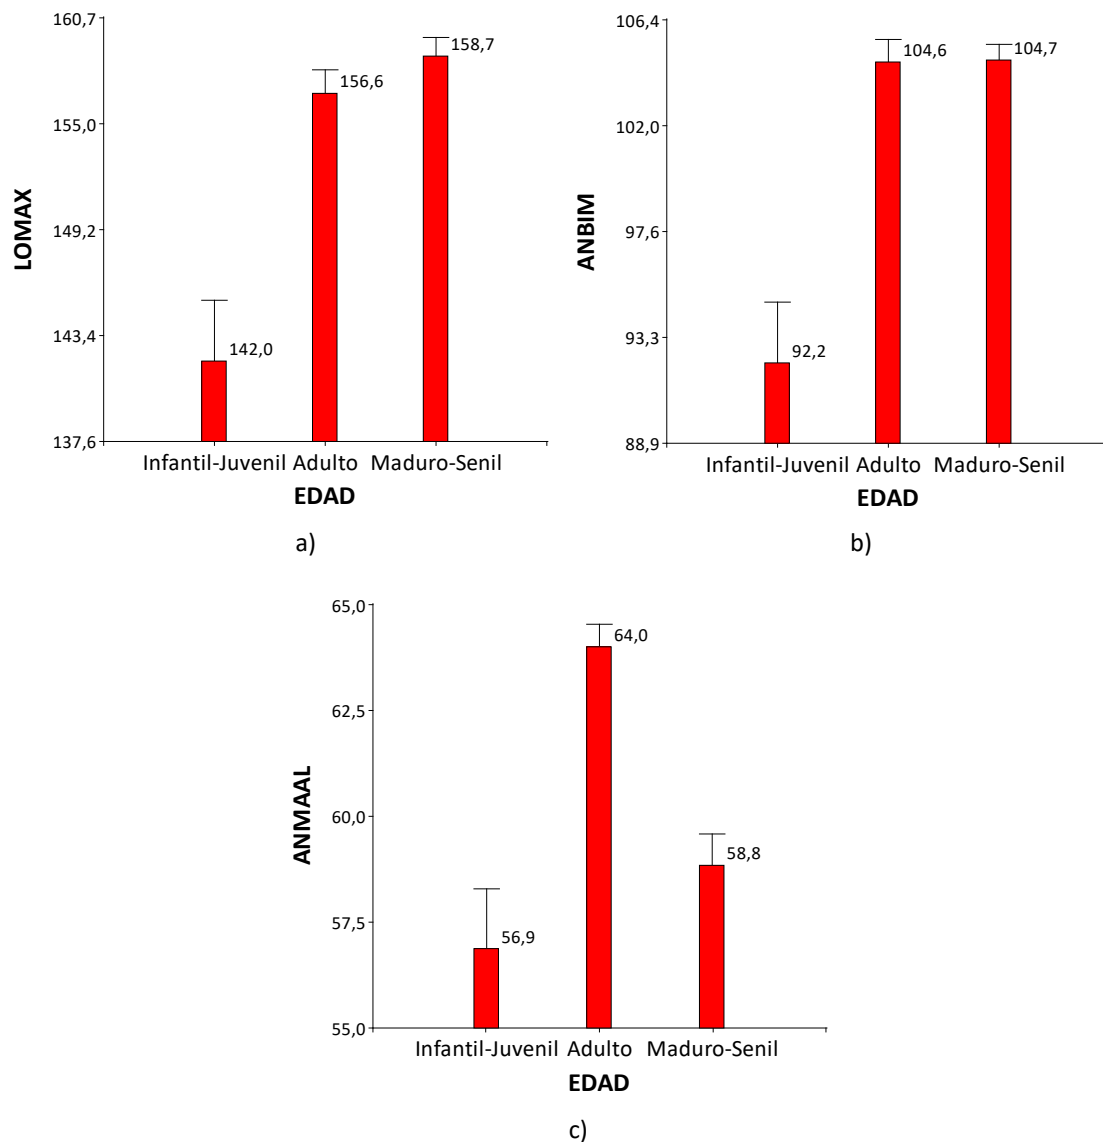 160,7
158,7
156,6
155,0
149,2
143,4
142,0
137,6
LOMAX
Infantil-Juvenil Adulto Maduro-Senil
EDAD
a)
106,4
104,6
104,7
102,0
97,6
93,3
92,2
88,9
ANBIM
Infantil-Juvenil Adulto Maduro-Senil
EDAD
b)
65,0
64,0
62,5
60,0
58,8
57,5
56,9
55,0
ANMAAL
Infantil-Juvenil Adulto Maduro-Senil
EDAD
c)